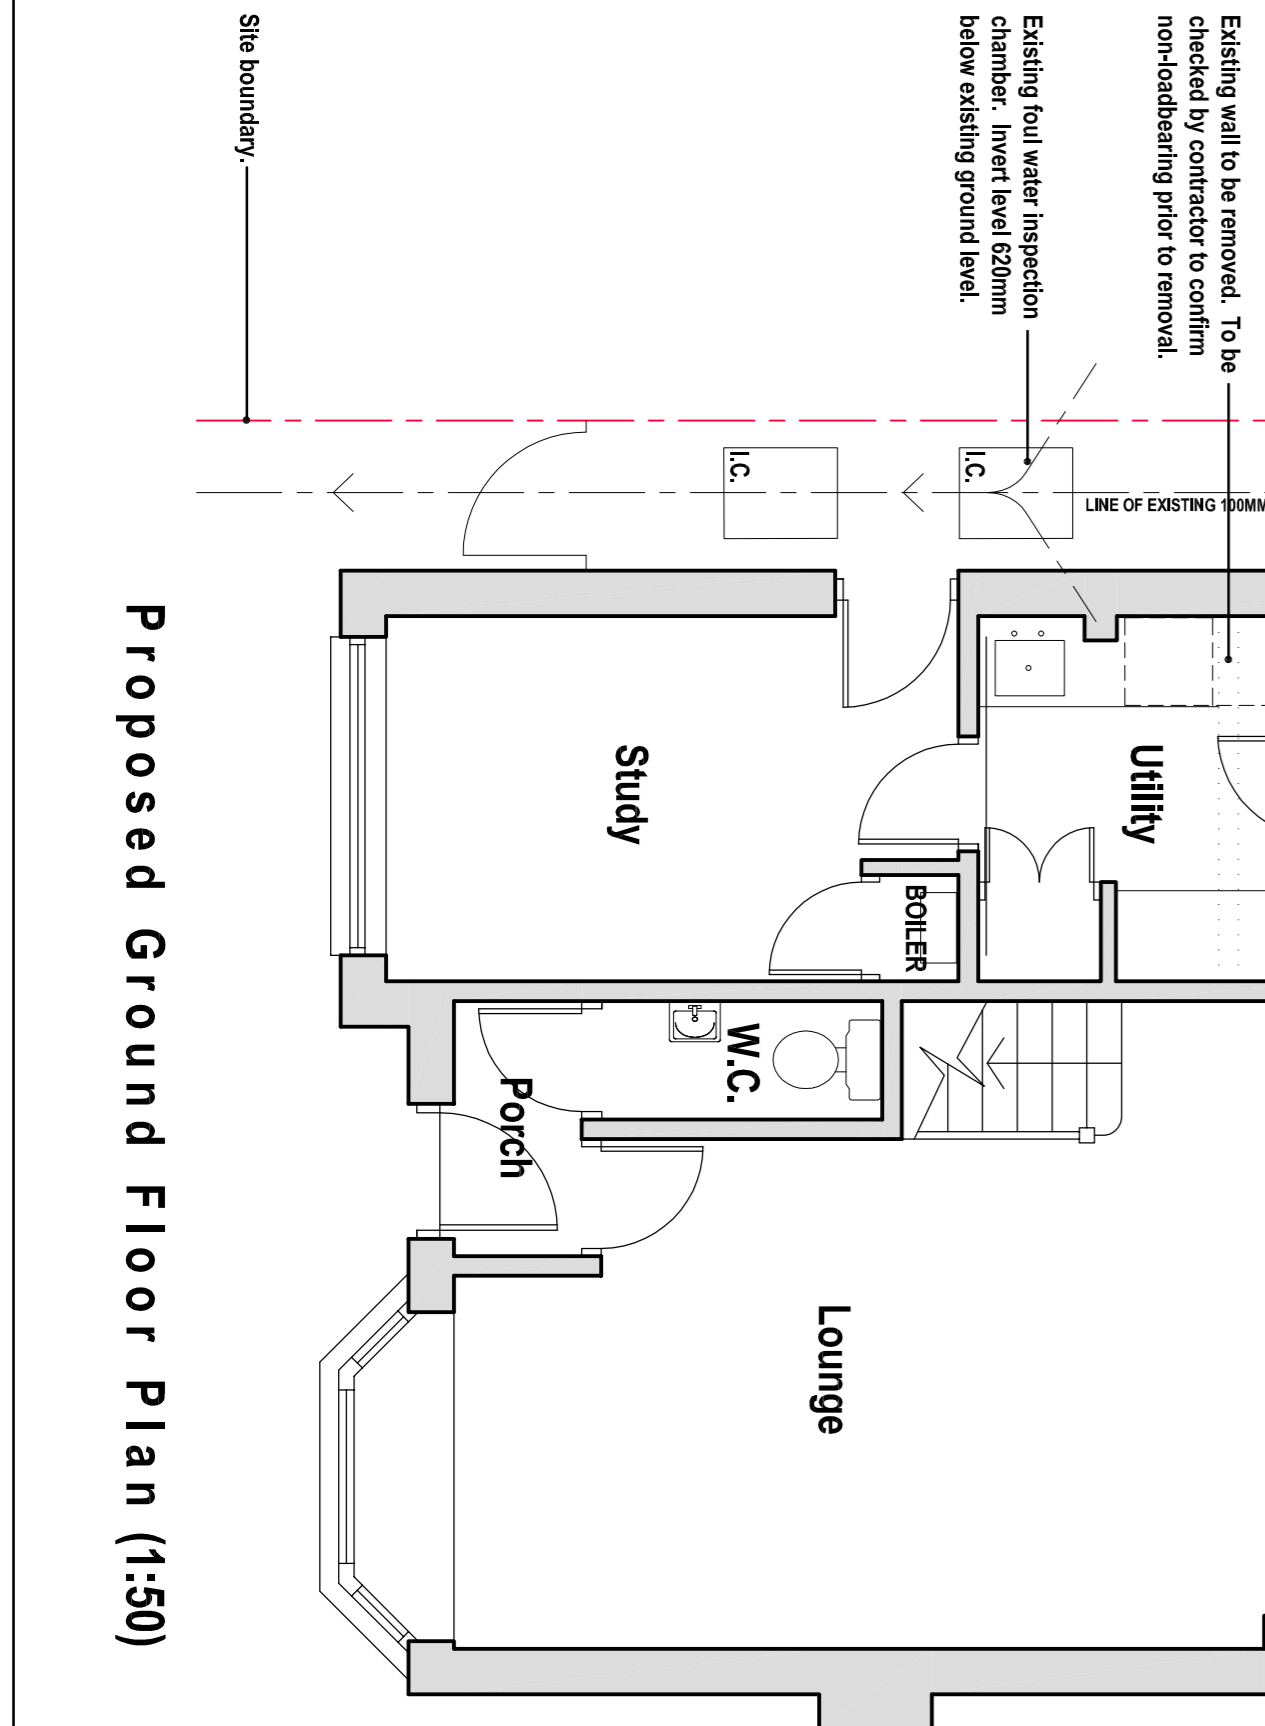 Existing wall to be removed.  To be
checked by contractor to confirm
non-loadbearing prior to removal.
Existing foul water inspection
chamber.  Invert level 620mm
below existing ground level.
Site boundary.
I.C.
I.C.
LINE OF EXISTING 100MM
Utility
Study
BOILER
W.C.
Porch
Lounge
Proposed Ground Floor Plan (1:50)